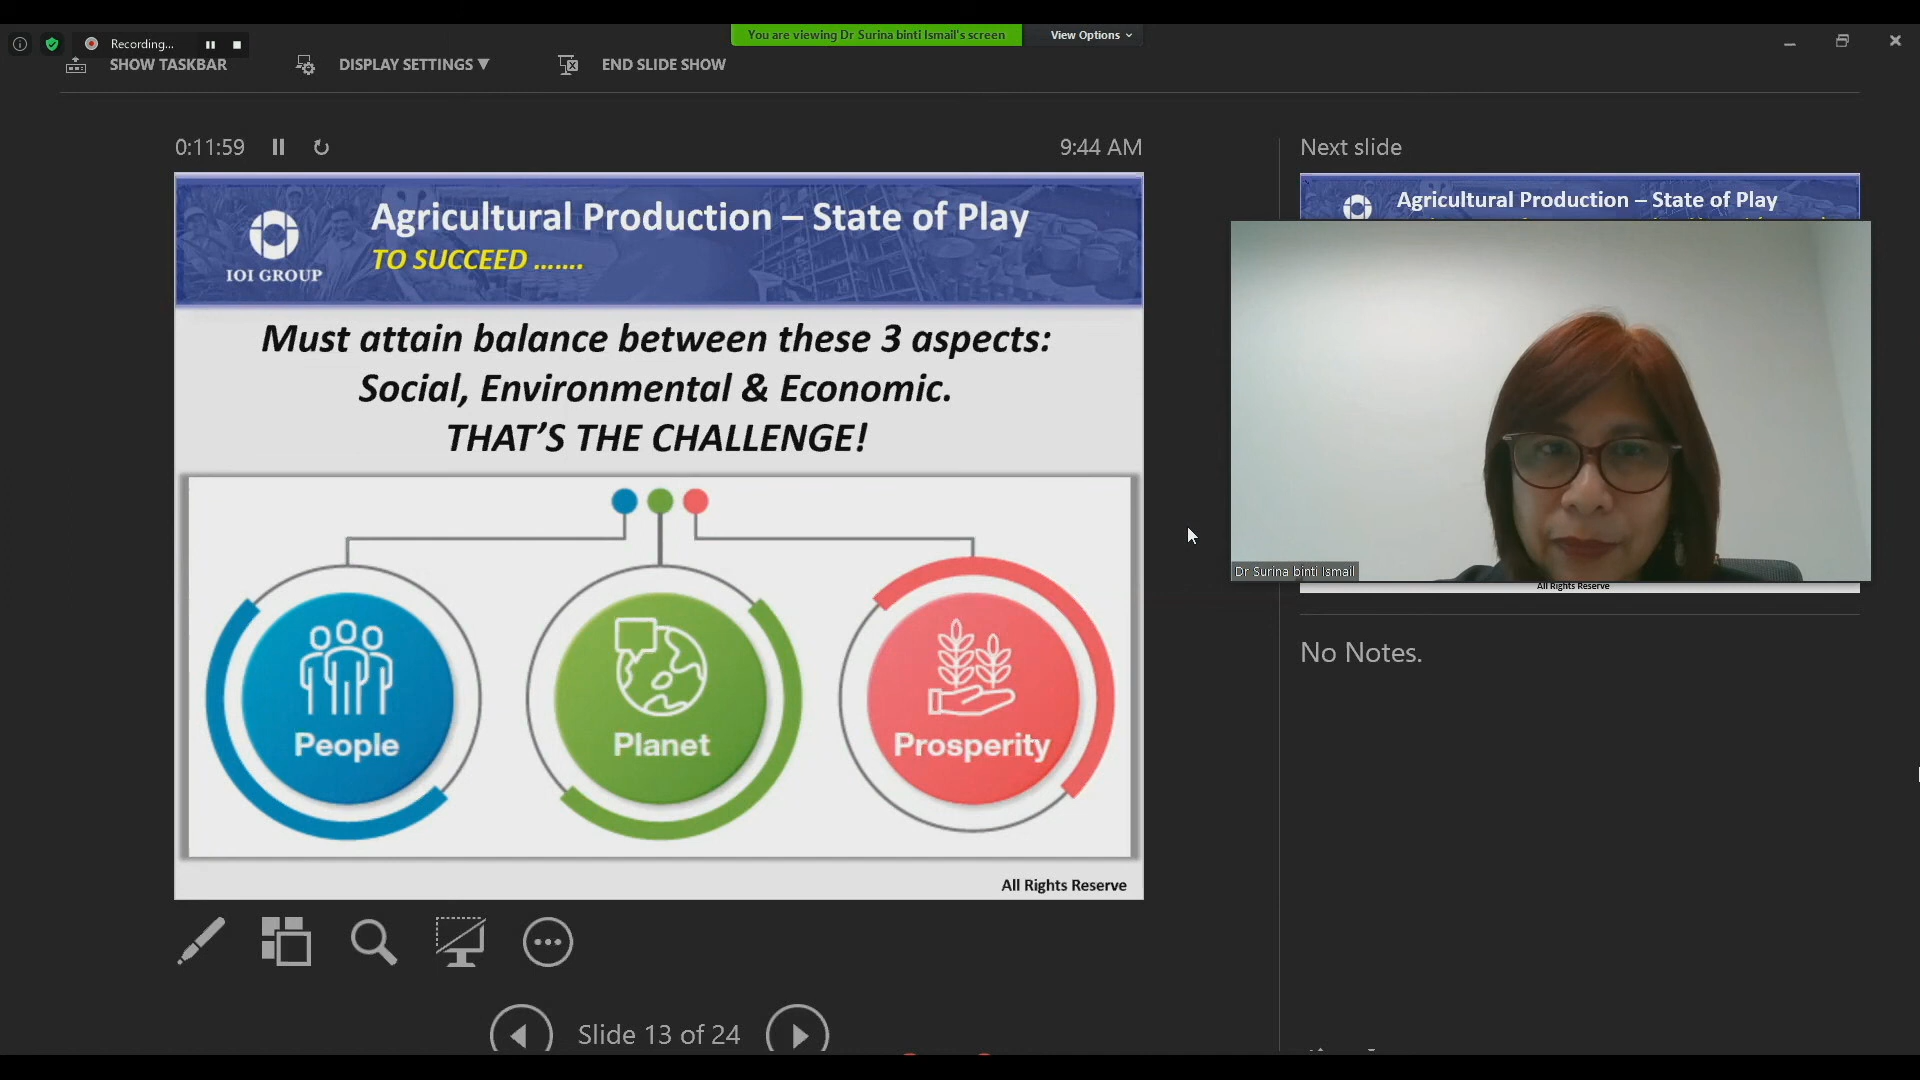 Recording...
You are viewing Dr Surina binti Ismail's screen
View Options
SHOW TASKBAR
DISPLAY SETTINGS
END SLIDE SHOW
0:11:59
9:44 AM
IOI GROUP
Agricultural Production – State of Play
TO SUCCEED .......
Must attain balance between these 3 aspects:
Social, Environmental & Economic.
THAT'S THE CHALLENGE!
People
Planet
Prosperity
All Rights Reserve
Slide 13 of 24
Next slide
Agricultural Production – State of Play
Dr Surina binti Ismail
All Rights Reserve
No Notes.